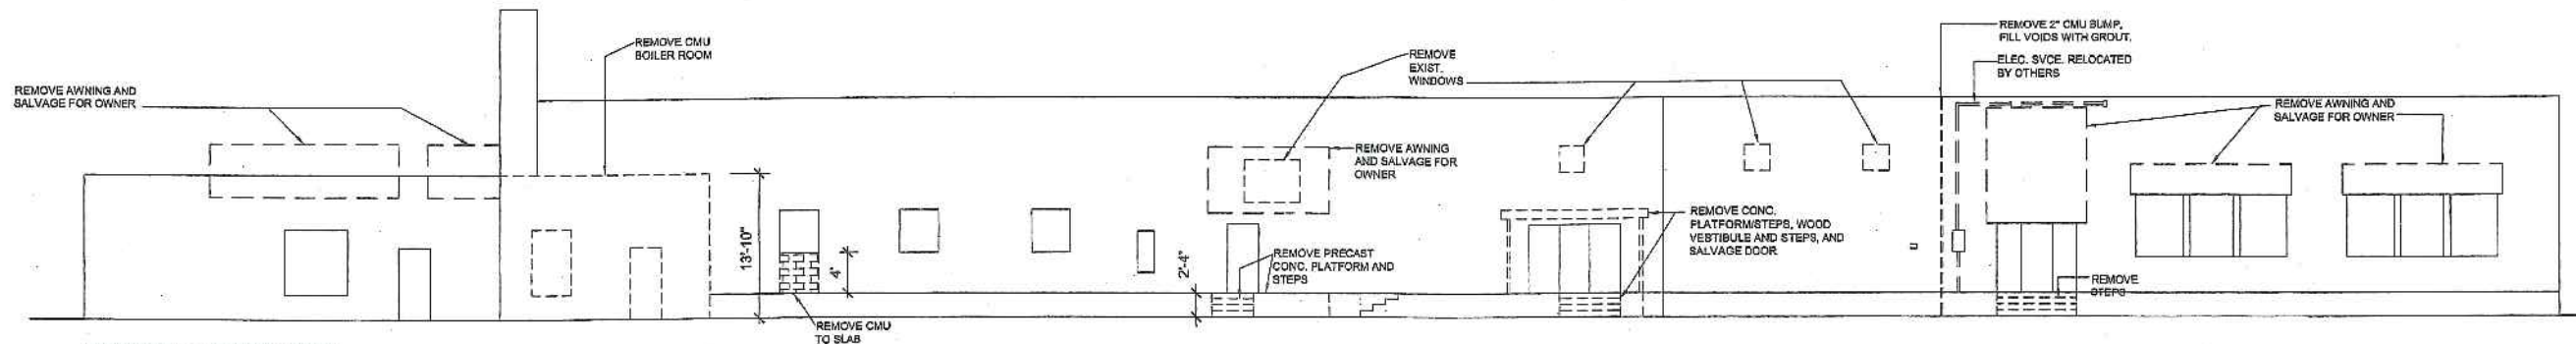 REMOVE AWNING AND
SALVAGE FOR OWNER
REMOVE CMU
BOILER ROOM
REMOVE
EXIST.
WINDOWS
REMOVE 2" CMU BUMP,
FILL VOIDS WITH GROUT.
ELEC. SVCE. RELOCATED
BY OTHERS
REMOVE AWNING AND
SALVAGE FOR OWNER
REMOVE AWNING
AND SALVAGE FOR
OWNER
13'-10"
4'
REMOVE CMU
TO SLAB
2'-4"
REMOVE PRECAST
CONC. PLATFORM AND
STEPS
REMOVE CONC.
PLATFORM/STEPS, WOOD
VESTIBULE AND STEPS, AND
SALVAGE DOOR
REMOVE
STEPS